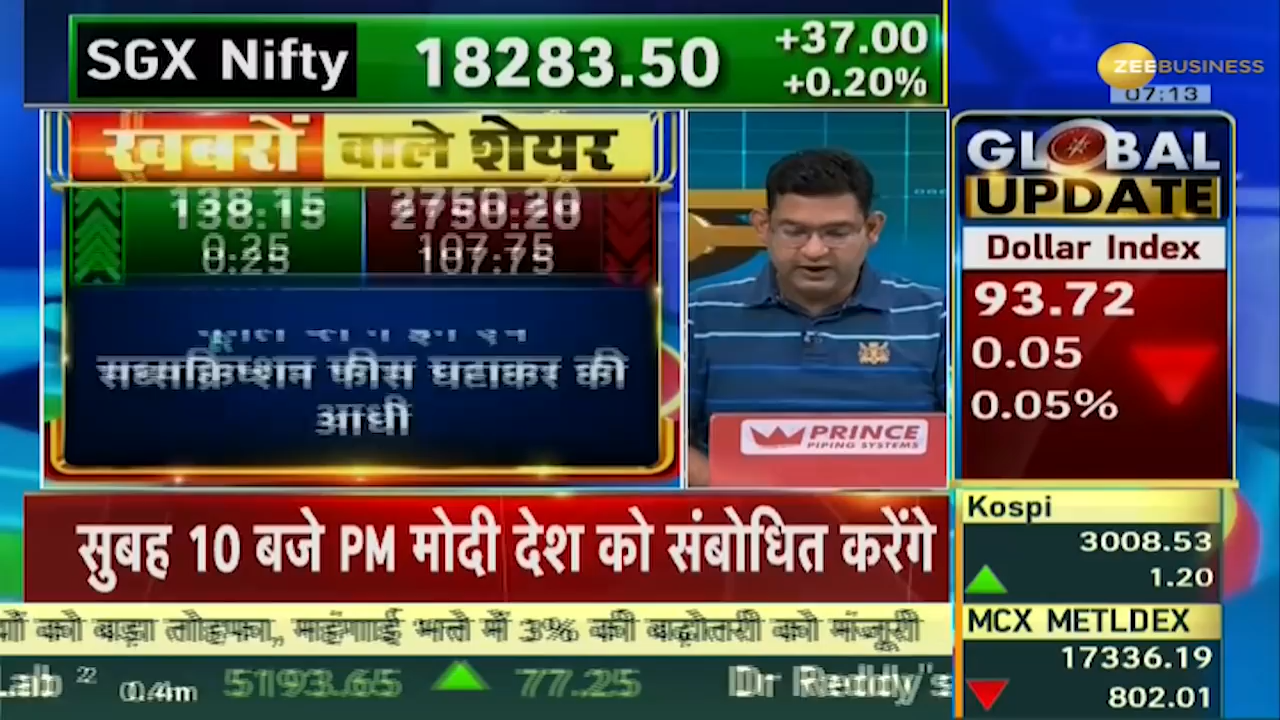 SGX Nifty 18283.50 +37.00
+0.20%
ZEEBUSINESS
07:13
खबरों वाले शेयर
138.15 2750.20
0.25 107.75
सब्सक्रिप्शन फीस घटाकर की
आधी
PRINCE
PIPING SYSTEMS
GLOBAL
UPDATE
Dollar Index
93.72
0.05
0.05%
सुबह 10 बजे PM मोदी देश को संबोधित करेंगे
Kospi
3008.53
1.20
MCX METLDEX
17336.19
802.01
को बड़ा तोहफा, महंगाई भत्ते में 3% की बढ़ोतरी को मंजूरी
Lab 22 0.4m 5193.65 77.25 Dr Reddy's